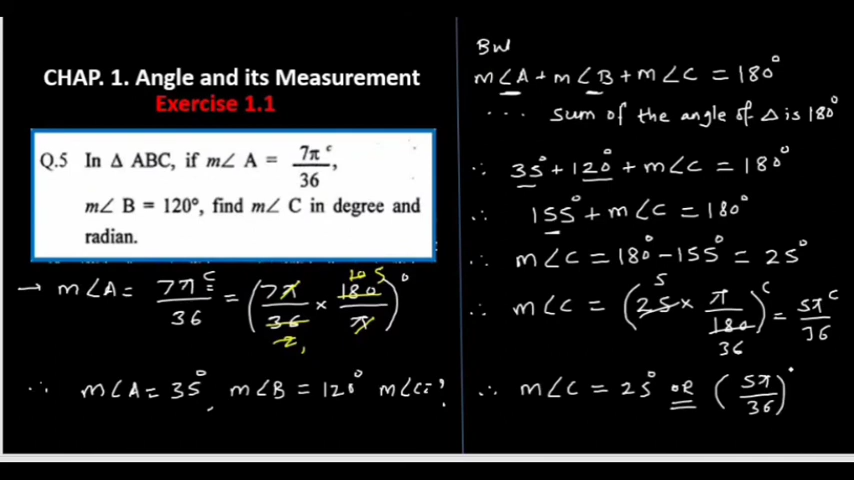 CHAP. 1. Angle and its Measurement
Exercise 1.1
Q.5 In Δ ABC, if m∠ A = 7π^c/36,
m∠ B = 120°, find m∠ C in degree and
radian.
→ m∠A = 7π^c/36 = (7π/36 × 180/π)°
∴ m∠A = 35°, m∠B = 120° m∠C = ?
But
m∠A + m∠B + m∠C = 180°
... Sum of the angle of Δ is 180°
∴ 35° + 120° + m∠C = 180°
∴ 155° + m∠C = 180°
∴ m∠C = 180° - 155° = 25°
∴ m∠C = (25 × π/180)^c = 5π^c/36
∴ m∠C = 25° OR (5π/36)